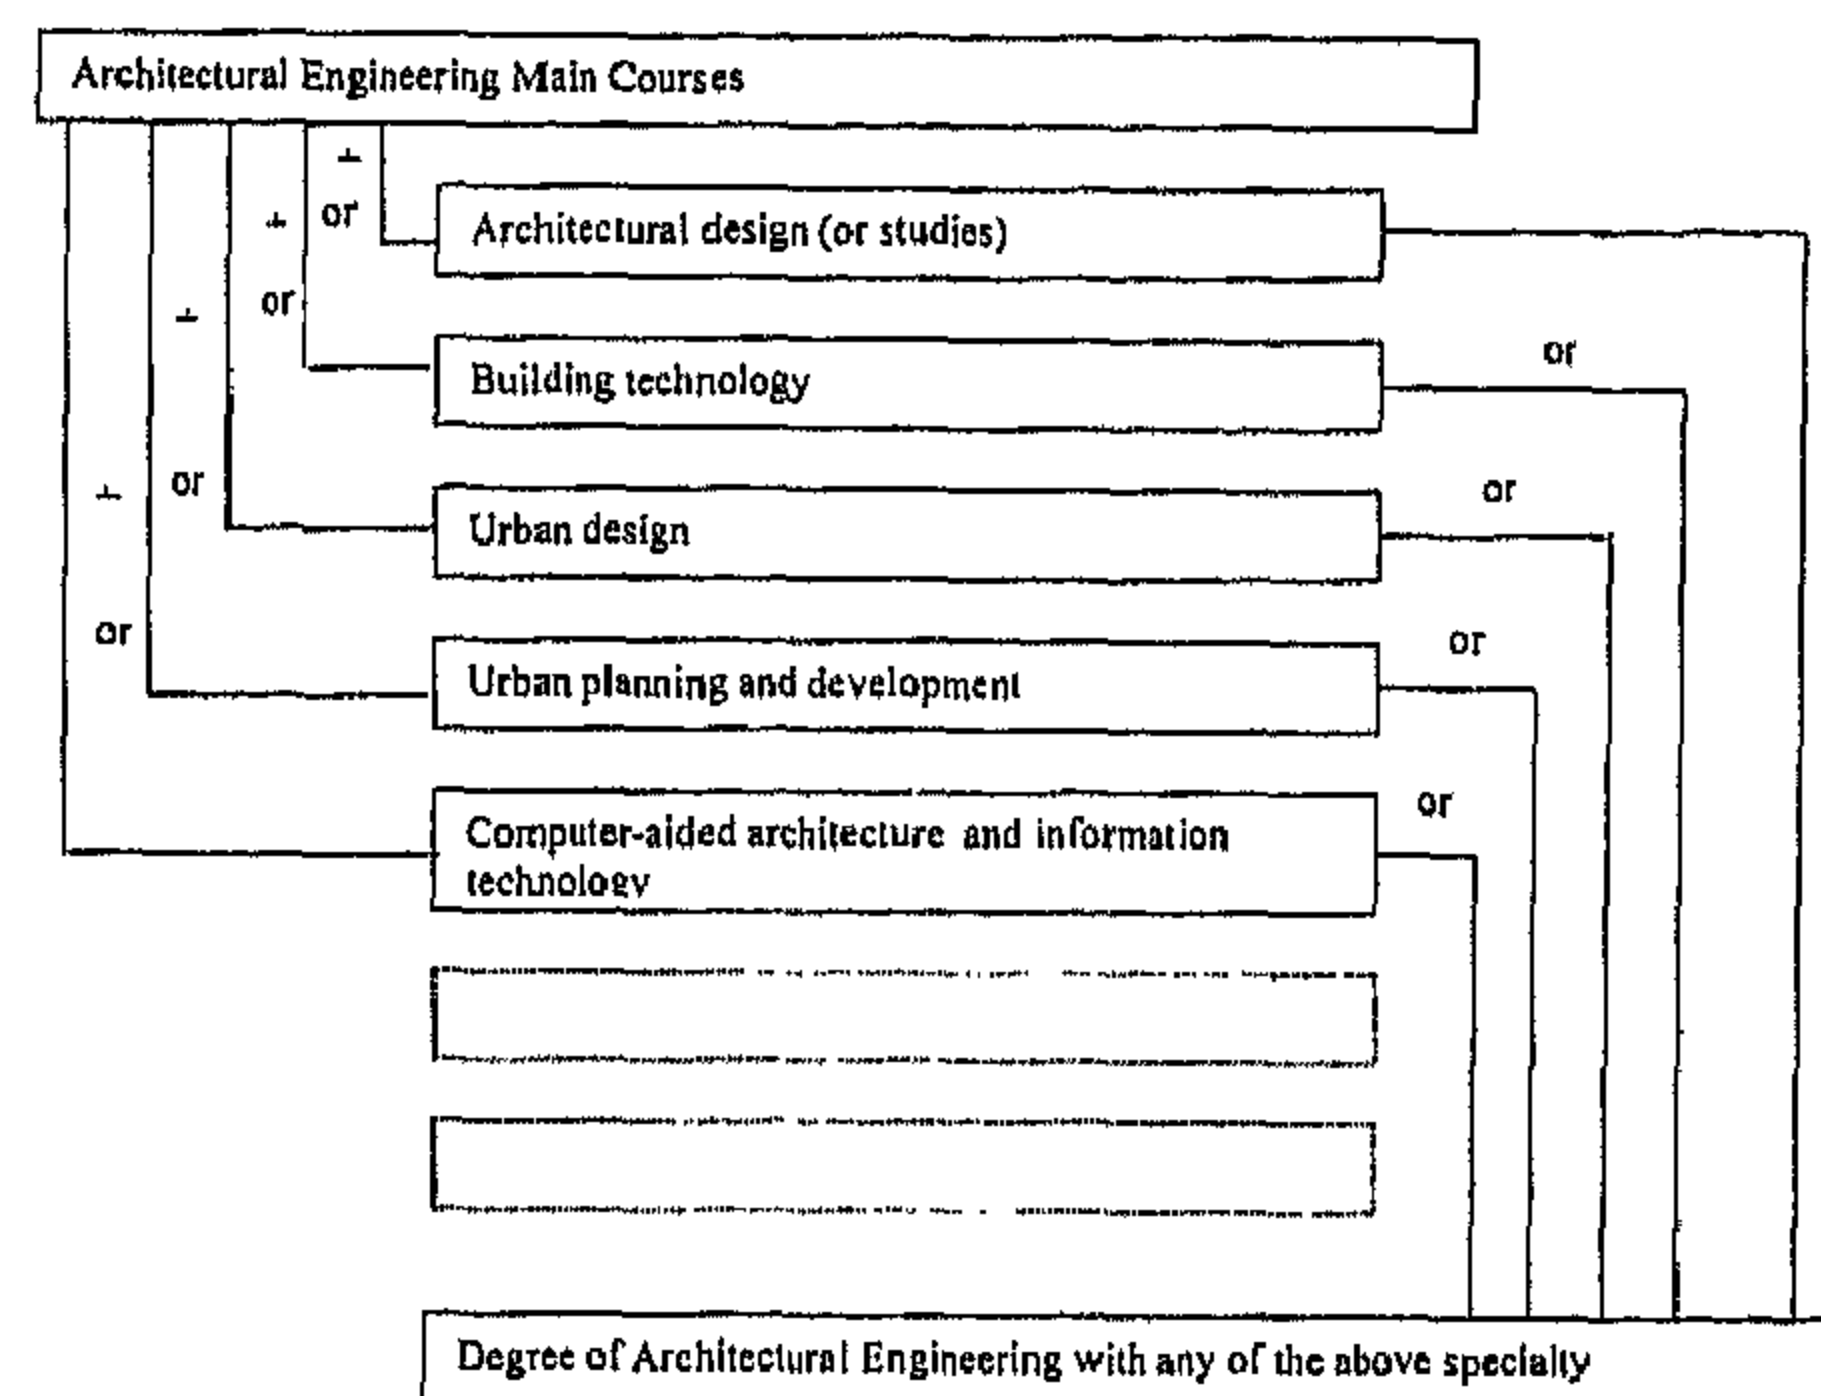 Architectural Engineering Main Courses
+
or
Architectural design (or studies)
+
or
Building technology
or
+
or
Urban design
or
+
or
Urban planning and development
or
Computer-aided architecture and information
technology
or
Degree of Architectural Engineering with any of the above specialty